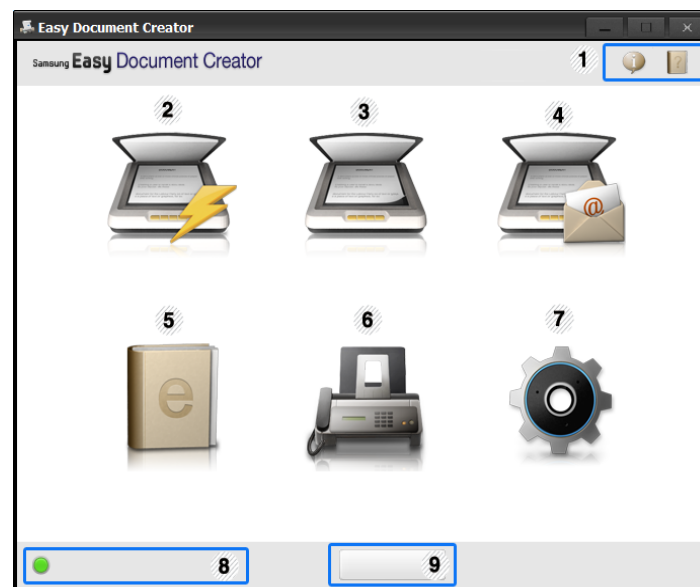 Easy Document Creator
Samsung Easy Document Creator
1
i ?
2 3 4
@
5 6 7
e
8 9